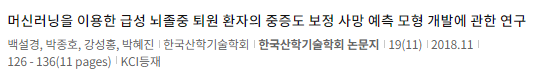 머신러닝을 이용한 급성 뇌졸중 퇴원 환자의 중증도 보정 사망 예측 모형 개발에 관한 연구
백설경, 박종호, 강성홍, 박혜진 | 한국산학기술학회 | 한국산학기술학회 논문지 | 19(11) | 2018.11 |
126 - 136(11 pages) | KCI등재